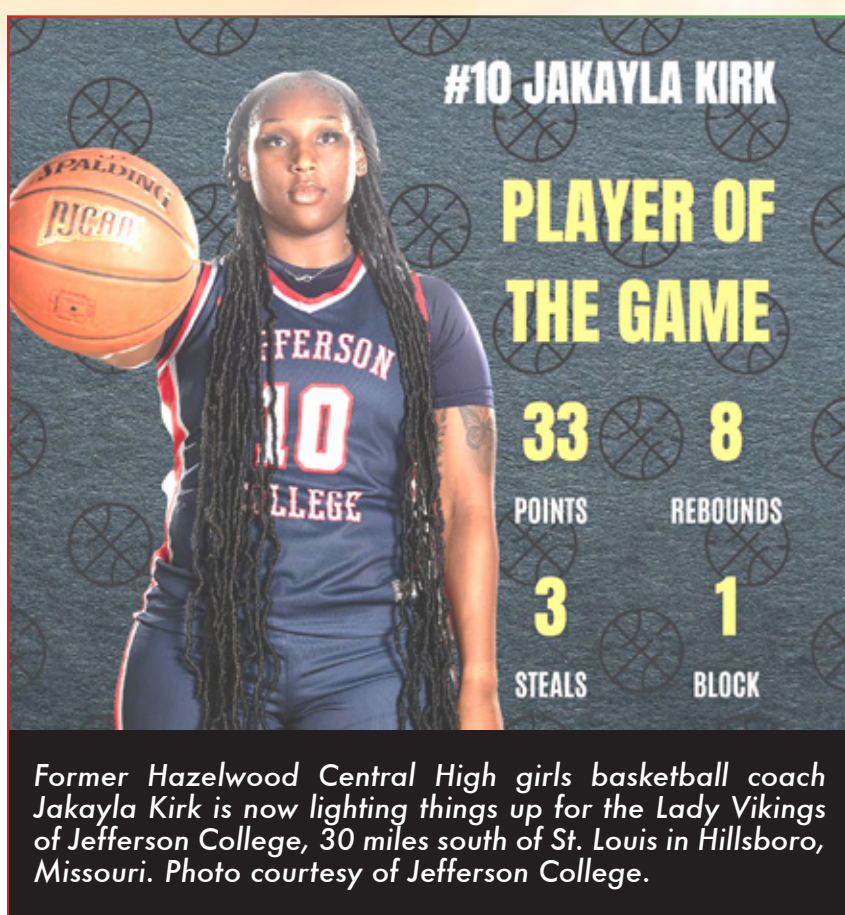 #10 JAKAYLA KIRK
PLAYER OF
THE GAME
SPALDING
NJCAA
FFERSON
10
LLEGE
33 8
POINTS REBOUNDS
3 1
STEALS BLOCK
Former Hazelwood Central High girls basketball coach
Jakayla Kirk is now lighting things up for the Lady Vikings
of Jefferson College, 30 miles south of St. Louis in Hillsboro,
Missouri. Photo courtesy of Jefferson College.